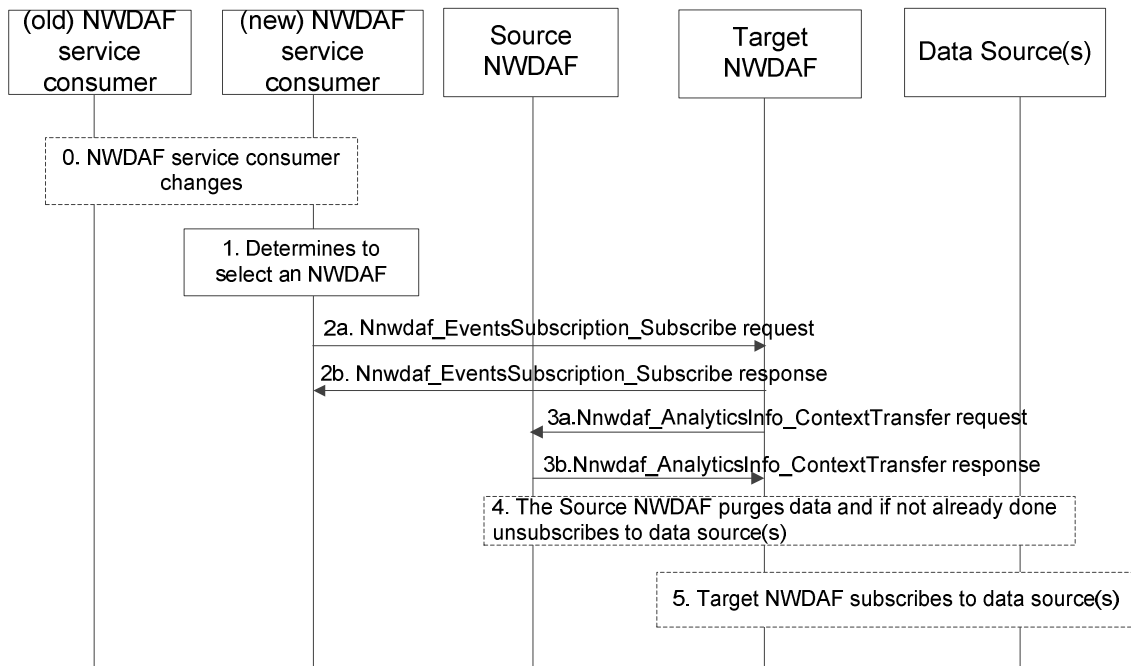 (old) NWDAF
service
consumer
(new) NWDAF
service
consumer
Source
NWDAF
Target
NWDAF
Data Source(s)
0. NWDAF service consumer
changes
1. Determines to
select an NWDAF
2a. Nnwdaf_EventsSubscription_Subscribe request
2b. Nnwdaf_EventsSubscription_Subscribe response
3a.Nnwdaf_AnalyticsInfo_ContextTransfer request
3b.Nnwdaf_AnalyticsInfo_ContextTransfer response
4. The Source NWDAF purges data and if not already done
unsubscribes to data source(s)
5. Target NWDAF subscribes to data source(s)